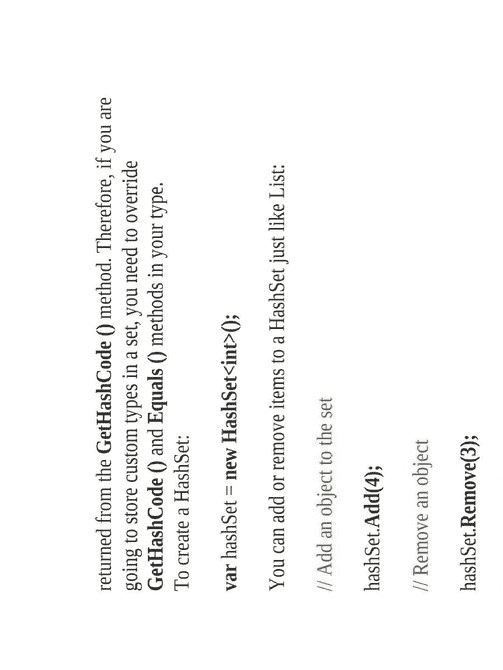 returned from the GetHashCode () method. Therefore, if you are
going to store custom types in a set, you need to override
GetHashCode () and Equals () methods in your type.
To create a HashSet:
var hashSet = new HashSet<int>();
You can add or remove items to a HashSet just like List:
// Add an object to the set
hashSet.Add(4);
// Remove an object
hashSet.Remove(3);